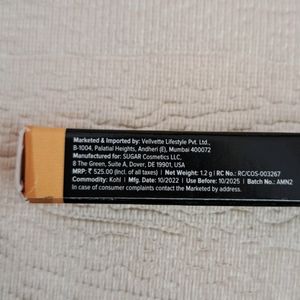 Marketed & Imported by: Vellvette Lifestyle Pvt. Ltd.,
B-1004, Palatial Heights, Andheri (E), Mumbai 400072
Manufactured for: SUGAR Cosmetics LLC,
8 The Green, Suite A, Dover, DE 19901, USA
MRP: ₹ 525.00 (Incl. of all taxes) | Net Weight: 1.2 g | RC No.: RC/COS-003267
Commodity: Kohl | Mfg. Date: 10/2022 | Use Before: 10/2025 | Batch No.: AMN2
In case of consumer complaints contact the Marketed by address.